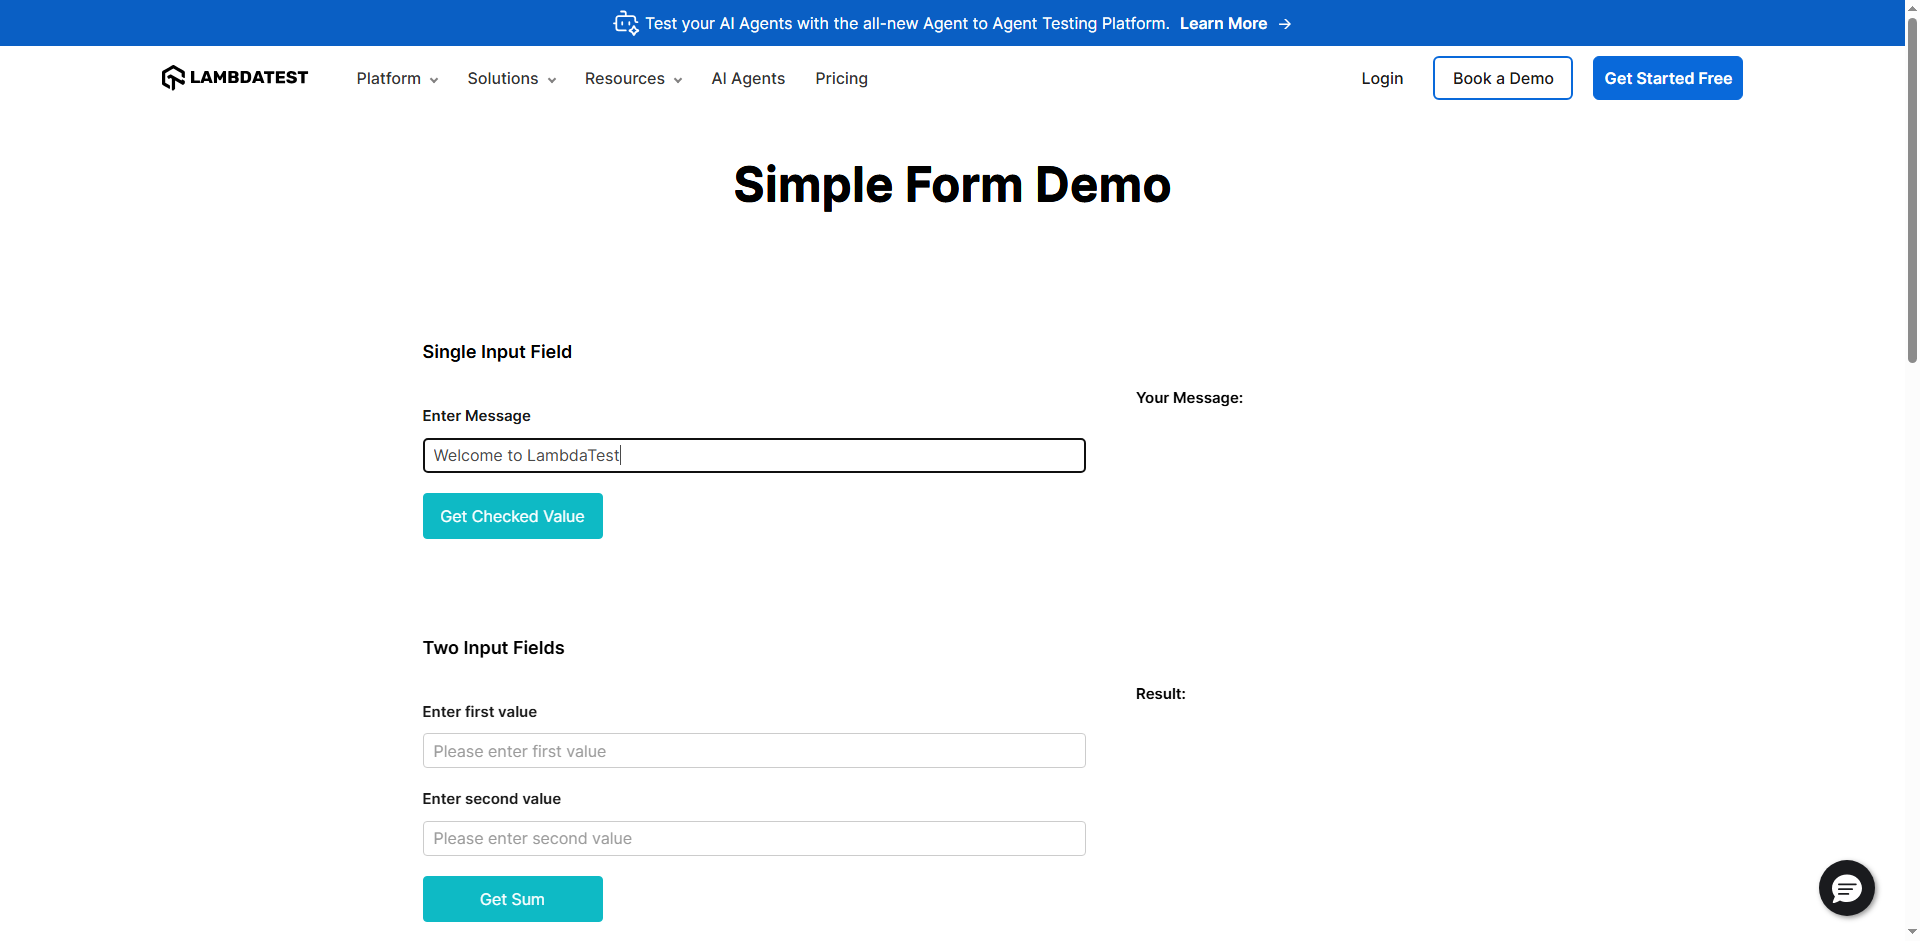 Test your AI Agents with the all-new Agent to Agent Testing Platform. Learn More →
LAMBDATEST Platform Solutions Resources AI Agents Pricing Login Book a Demo Get Started Free
Simple Form Demo
Single Input Field
Your Message:
Enter Message
Welcome to LambdaTest
Get Checked Value
Two Input Fields
Result:
Enter first value
Please enter first value
Enter second value
Please enter second value
Get Sum